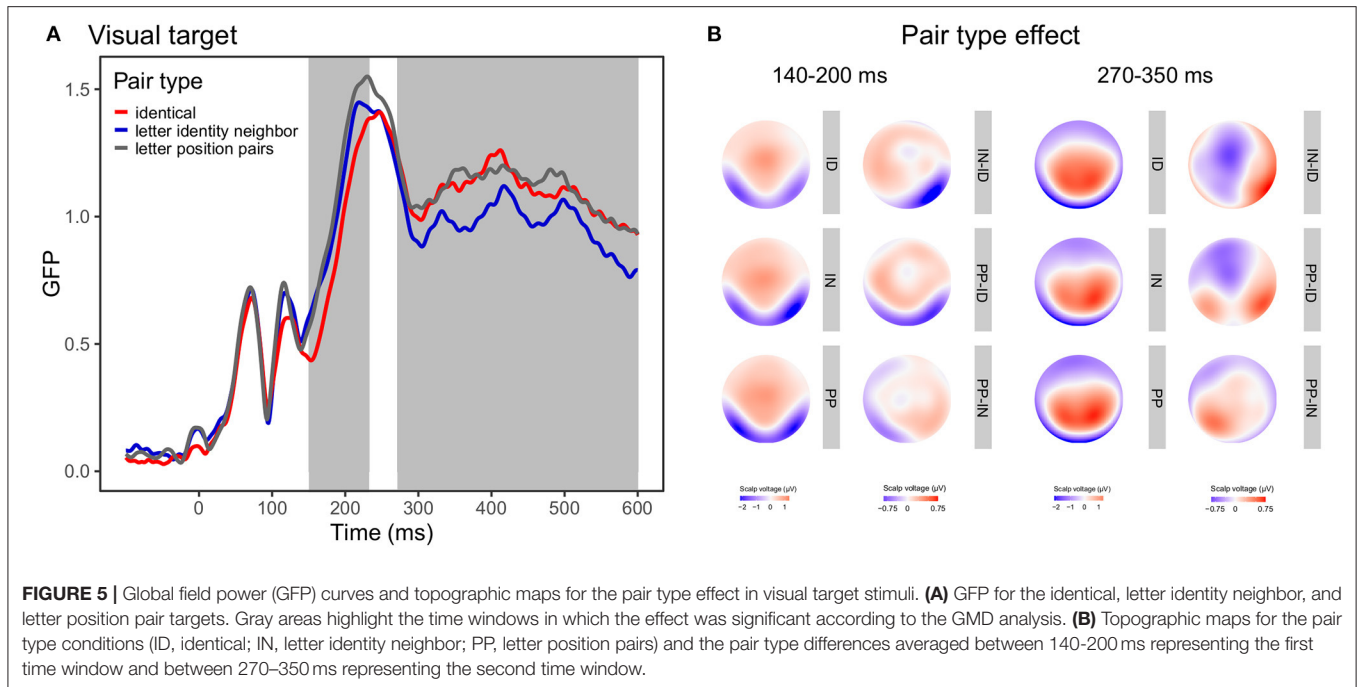 A Visual target
Pair type
identical
letter identity neighbor
letter position pairs
GFP
1.5
1.0
0.5
0.0
0 100 200 300 400 500 600
Time (ms)
B Pair type effect
140-200 ms 270-350 ms
ID IN-ID ID IN-ID
IN PP-ID IN PP-ID
PP PP-IN PP PP-IN
Scalp voltage (µV) Scalp voltage (µV) Scalp voltage (µV) Scalp voltage (µV)
-2 -1 0 1 -0.75 0 0.75 -2 -1 0 1 -0.75 0 0.75
FIGURE 5 | Global field power (GFP) curves and topographic maps for the pair type effect in visual target stimuli. (A) GFP for the identical, letter identity neighbor, and
letter position pair targets. Gray areas highlight the time windows in which the effect was significant according to the GMD analysis. (B) Topographic maps for the pair
type conditions (ID, identical; IN, letter identity neighbor; PP, letter position pairs) and the pair type differences averaged between 140-200 ms representing the first
time window and between 270–350 ms representing the second time window.